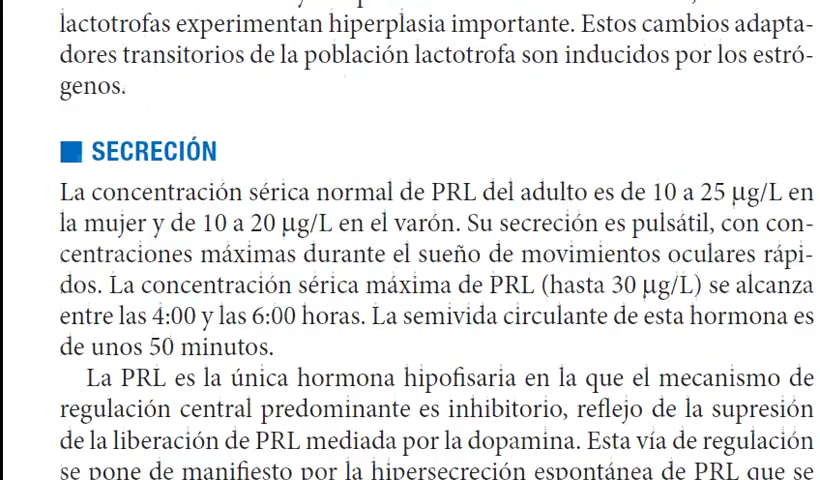 lactotrofas experimentan hiperplasia importante. Estos cambios adapta-
dores transitorios de la población lactotrofa son inducidos por los estró-
genos.
SECRECIÓN
La concentración sérica normal de PRL del adulto es de 10 a 25 μg/L en
la mujer y de 10 a 20 μg/L en el varón. Su secreción es pulsátil, con con-
centraciones máximas durante el sueño de movimientos oculares rápi-
dos. La concentración sérica máxima de PRL (hasta 30 μg/L) se alcanza
entre las 4:00 y las 6:00 horas. La semivida circulante de esta hormona es
de unos 50 minutos.
La PRL es la única hormona hipofisaria en la que el mecanismo de
regulación central predominante es inhibitorio, reflejo de la supresión
de la liberación de PRL mediada por la dopamina. Esta vía de regulación
se pone de manifiesto por la hipersecreción espontánea de PRL que se